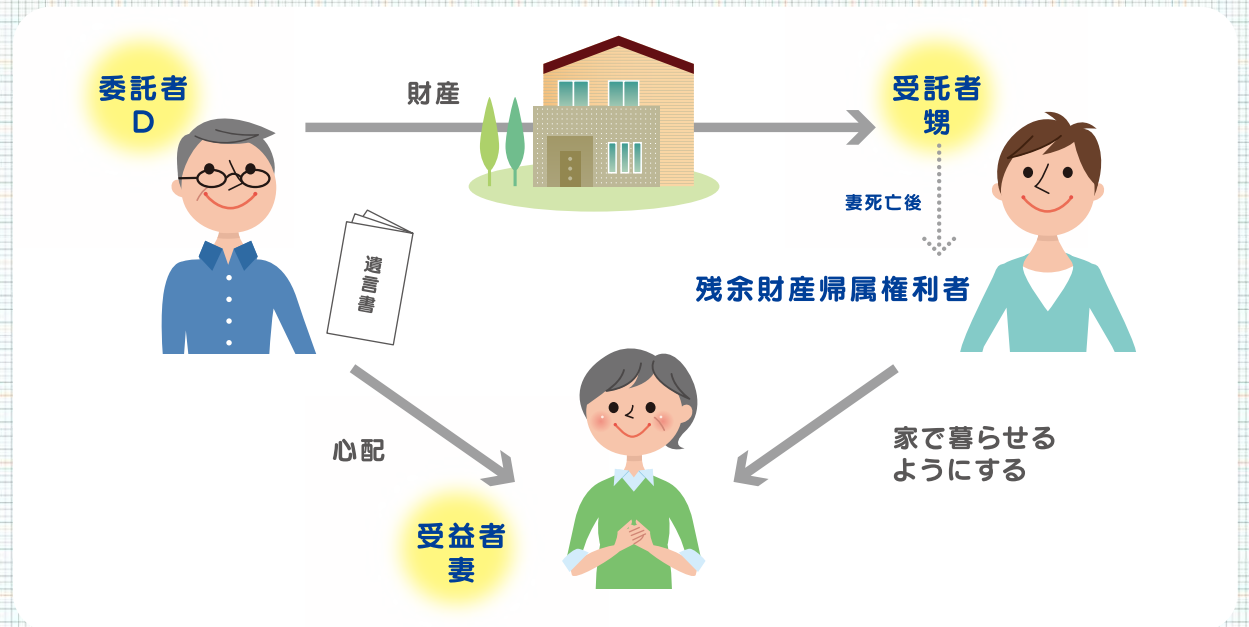 委託者
D
財産
受託者
甥
妻死亡後
遺言書
残余財産帰属権利者
心配
家で暮らせる
ようにする
受益者
妻